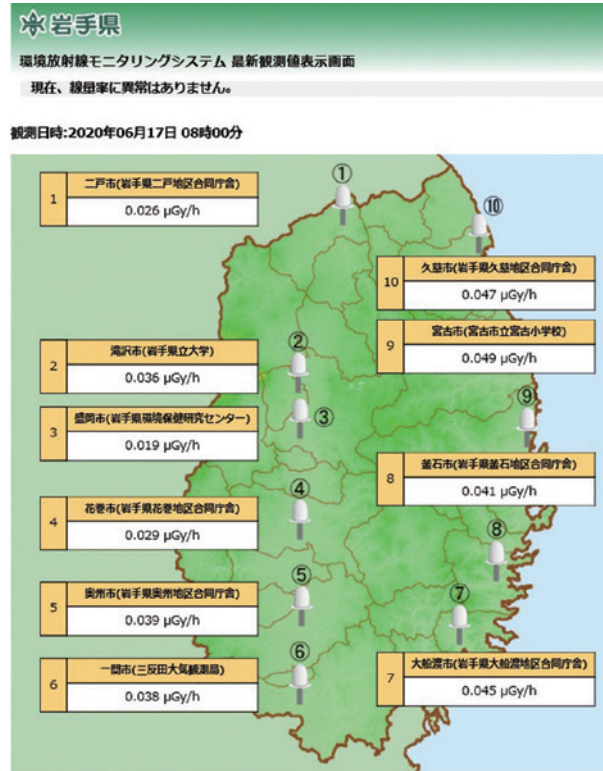 岩手県
環境放射線モニタリングシステム 最新観測値表示画面
現在、線量率に異常はありません。
観測日時:2020年06月17日 08時00分
1
二戸市(岩手県二戸地区合同庁舎)
0.026 μGy/h
①
⑩
10
久慈市(岩手県久慈地区合同庁舎)
0.047 μGy/h
2
滝沢市(岩手県立大学)
0.036 μGy/h
②
9
宮古市(宮古市立宮古小学校)
0.049 μGy/h
3
盛岡市(岩手県環境保健研究センター)
0.019 μGy/h
③
⑨
8
釜石市(岩手県釜石地区合同庁舎)
0.041 μGy/h
4
花巻市(岩手県花巻地区合同庁舎)
0.029 μGy/h
④
⑧
5
奥州市(岩手県奥州地区合同庁舎)
0.039 μGy/h
⑤
⑦
6
一関市(三反田大気観測局)
0.038 μGy/h
⑥
7
大船渡市(岩手県大船渡地区合同庁舎)
0.045 μGy/h